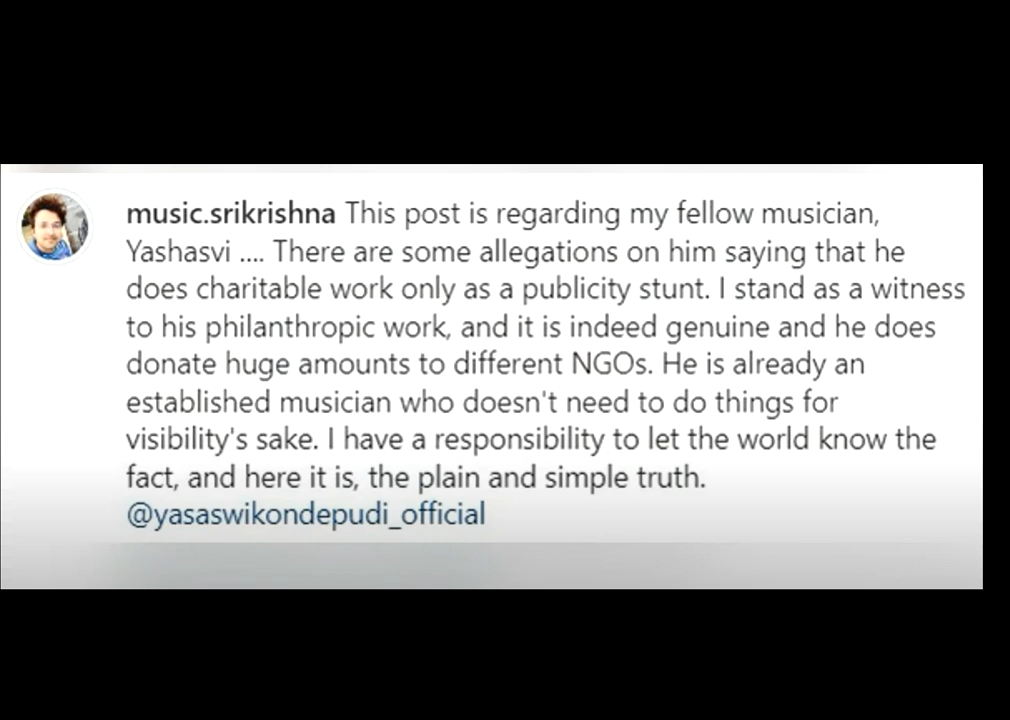 music.srikrishna This post is regarding my fellow musician,
Yashasvi .... There are some allegations on him saying that he
does charitable work only as a publicity stunt. I stand as a witness
to his philanthropic work, and it is indeed genuine and he does
donate huge amounts to different NGOs. He is already an
established musician who doesn't need to do things for
visibility's sake. I have a responsibility to let the world know the
fact, and here it is, the plain and simple truth.
@yasaswikondepudi_official